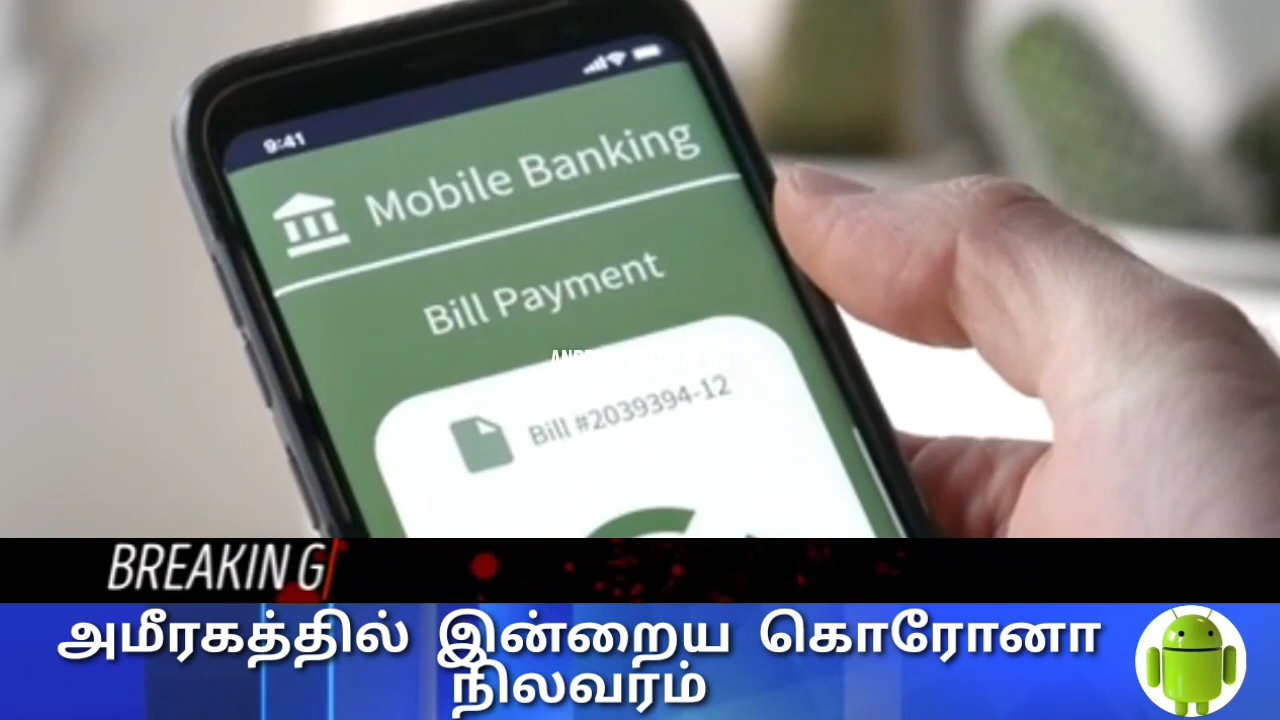 9:41
Mobile Banking
Bill Payment
Bill #2039394-12
BREAKING
அமீரகத்தில் இன்றைய கொரோனா
நிலவரம்